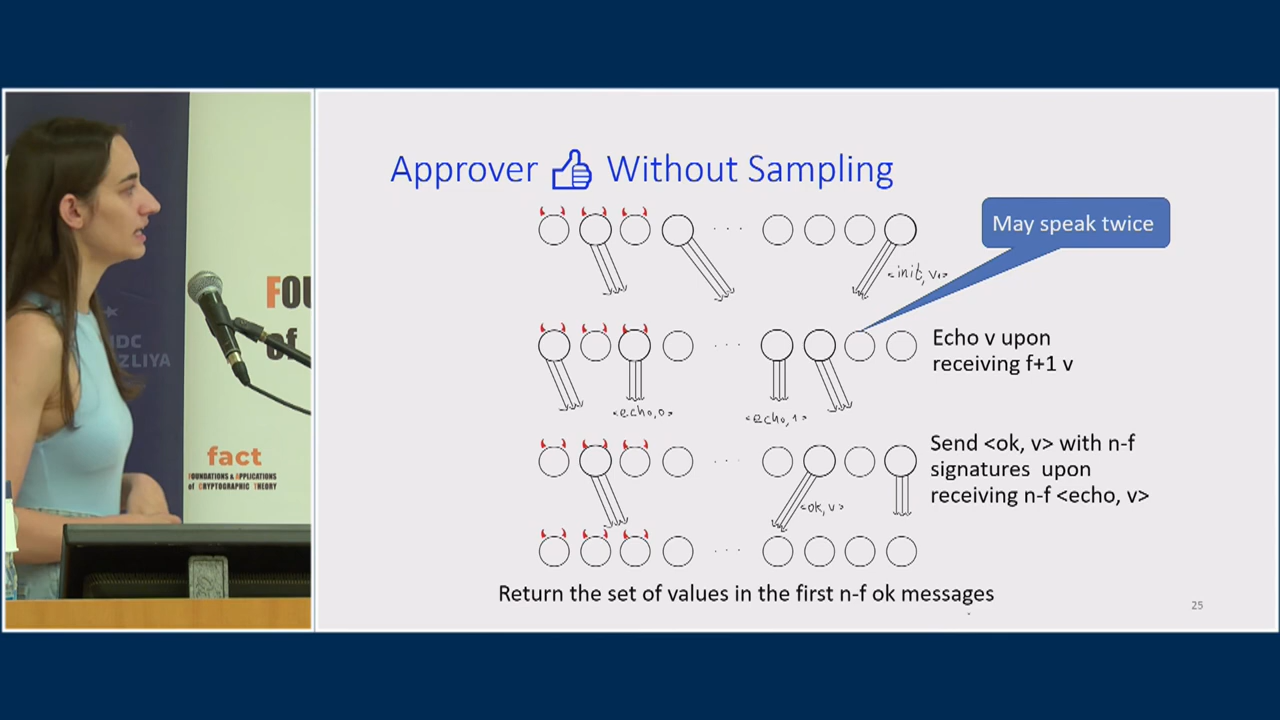 Approver Without Sampling
May speak twice
<init, v>
Echo v upon
receiving f+1 v
<echo,0>
<echo,1>
Send <ok, v> with n-f
signatures upon
receiving n-f <echo, v>
<ok, v>
Return the set of values in the first n-f ok messages
25
IDC
FOU
of
fact
FOUNDATIONS & APPLICATIONS
of CRYPTOGRAPHIC THEORY